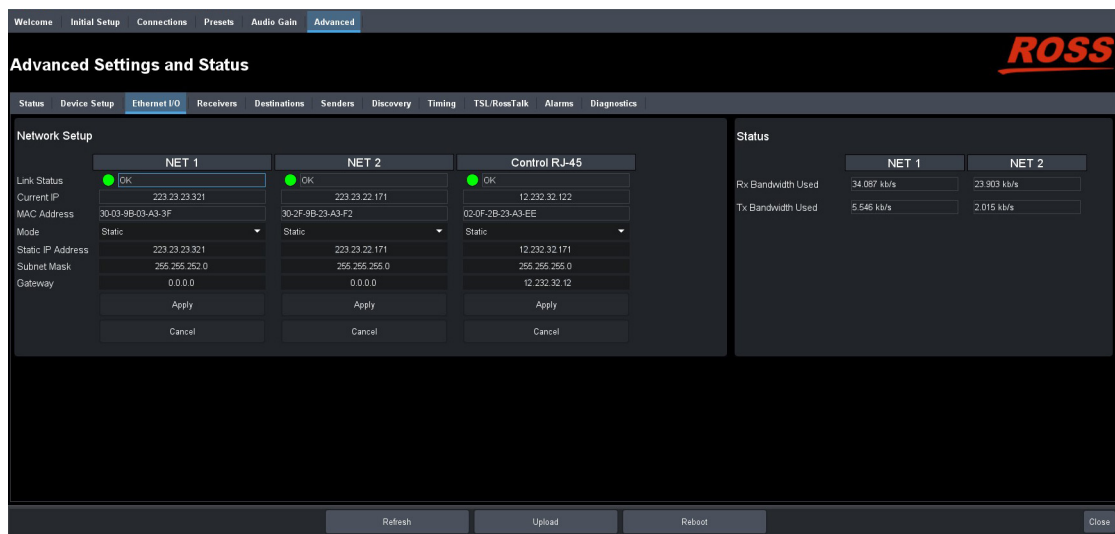 Welcome Initial Setup Connections Presets Audio Gain Advanced
Advanced Settings and Status
ROSS
Status Device Setup Ethernet I/O Receivers Destinations Senders Discovery Timing TSL/RossTalk Alarms Diagnostics
Network Setup
NET 1 NET 2 Control RJ-45
Link Status OK OK OK
Current IP 223.23.23.321 223.23.22.171 12.232.32.122
MAC Address 30-03-9B-03-A3-3F 30-2F-9B-23-A3-F2 02-0F-2B-23-A3-EE
Mode Static Static Static
Static IP Address 223.23.23.321 223.23.22.171 12.232.32.171
Subnet Mask 255.255.252.0 255.255.255.0 255.255.255.0
Gateway 0.0.0.0 0.0.0.0 12.232.32.12
Apply Apply Apply
Cancel Cancel Cancel
Status
NET 1 NET 2
Rx Bandwidth Used 34.087 kb/s 23.903 kb/s
Tx Bandwidth Used 5.546 kb/s 2.015 kb/s
Refresh Upload Reboot Close